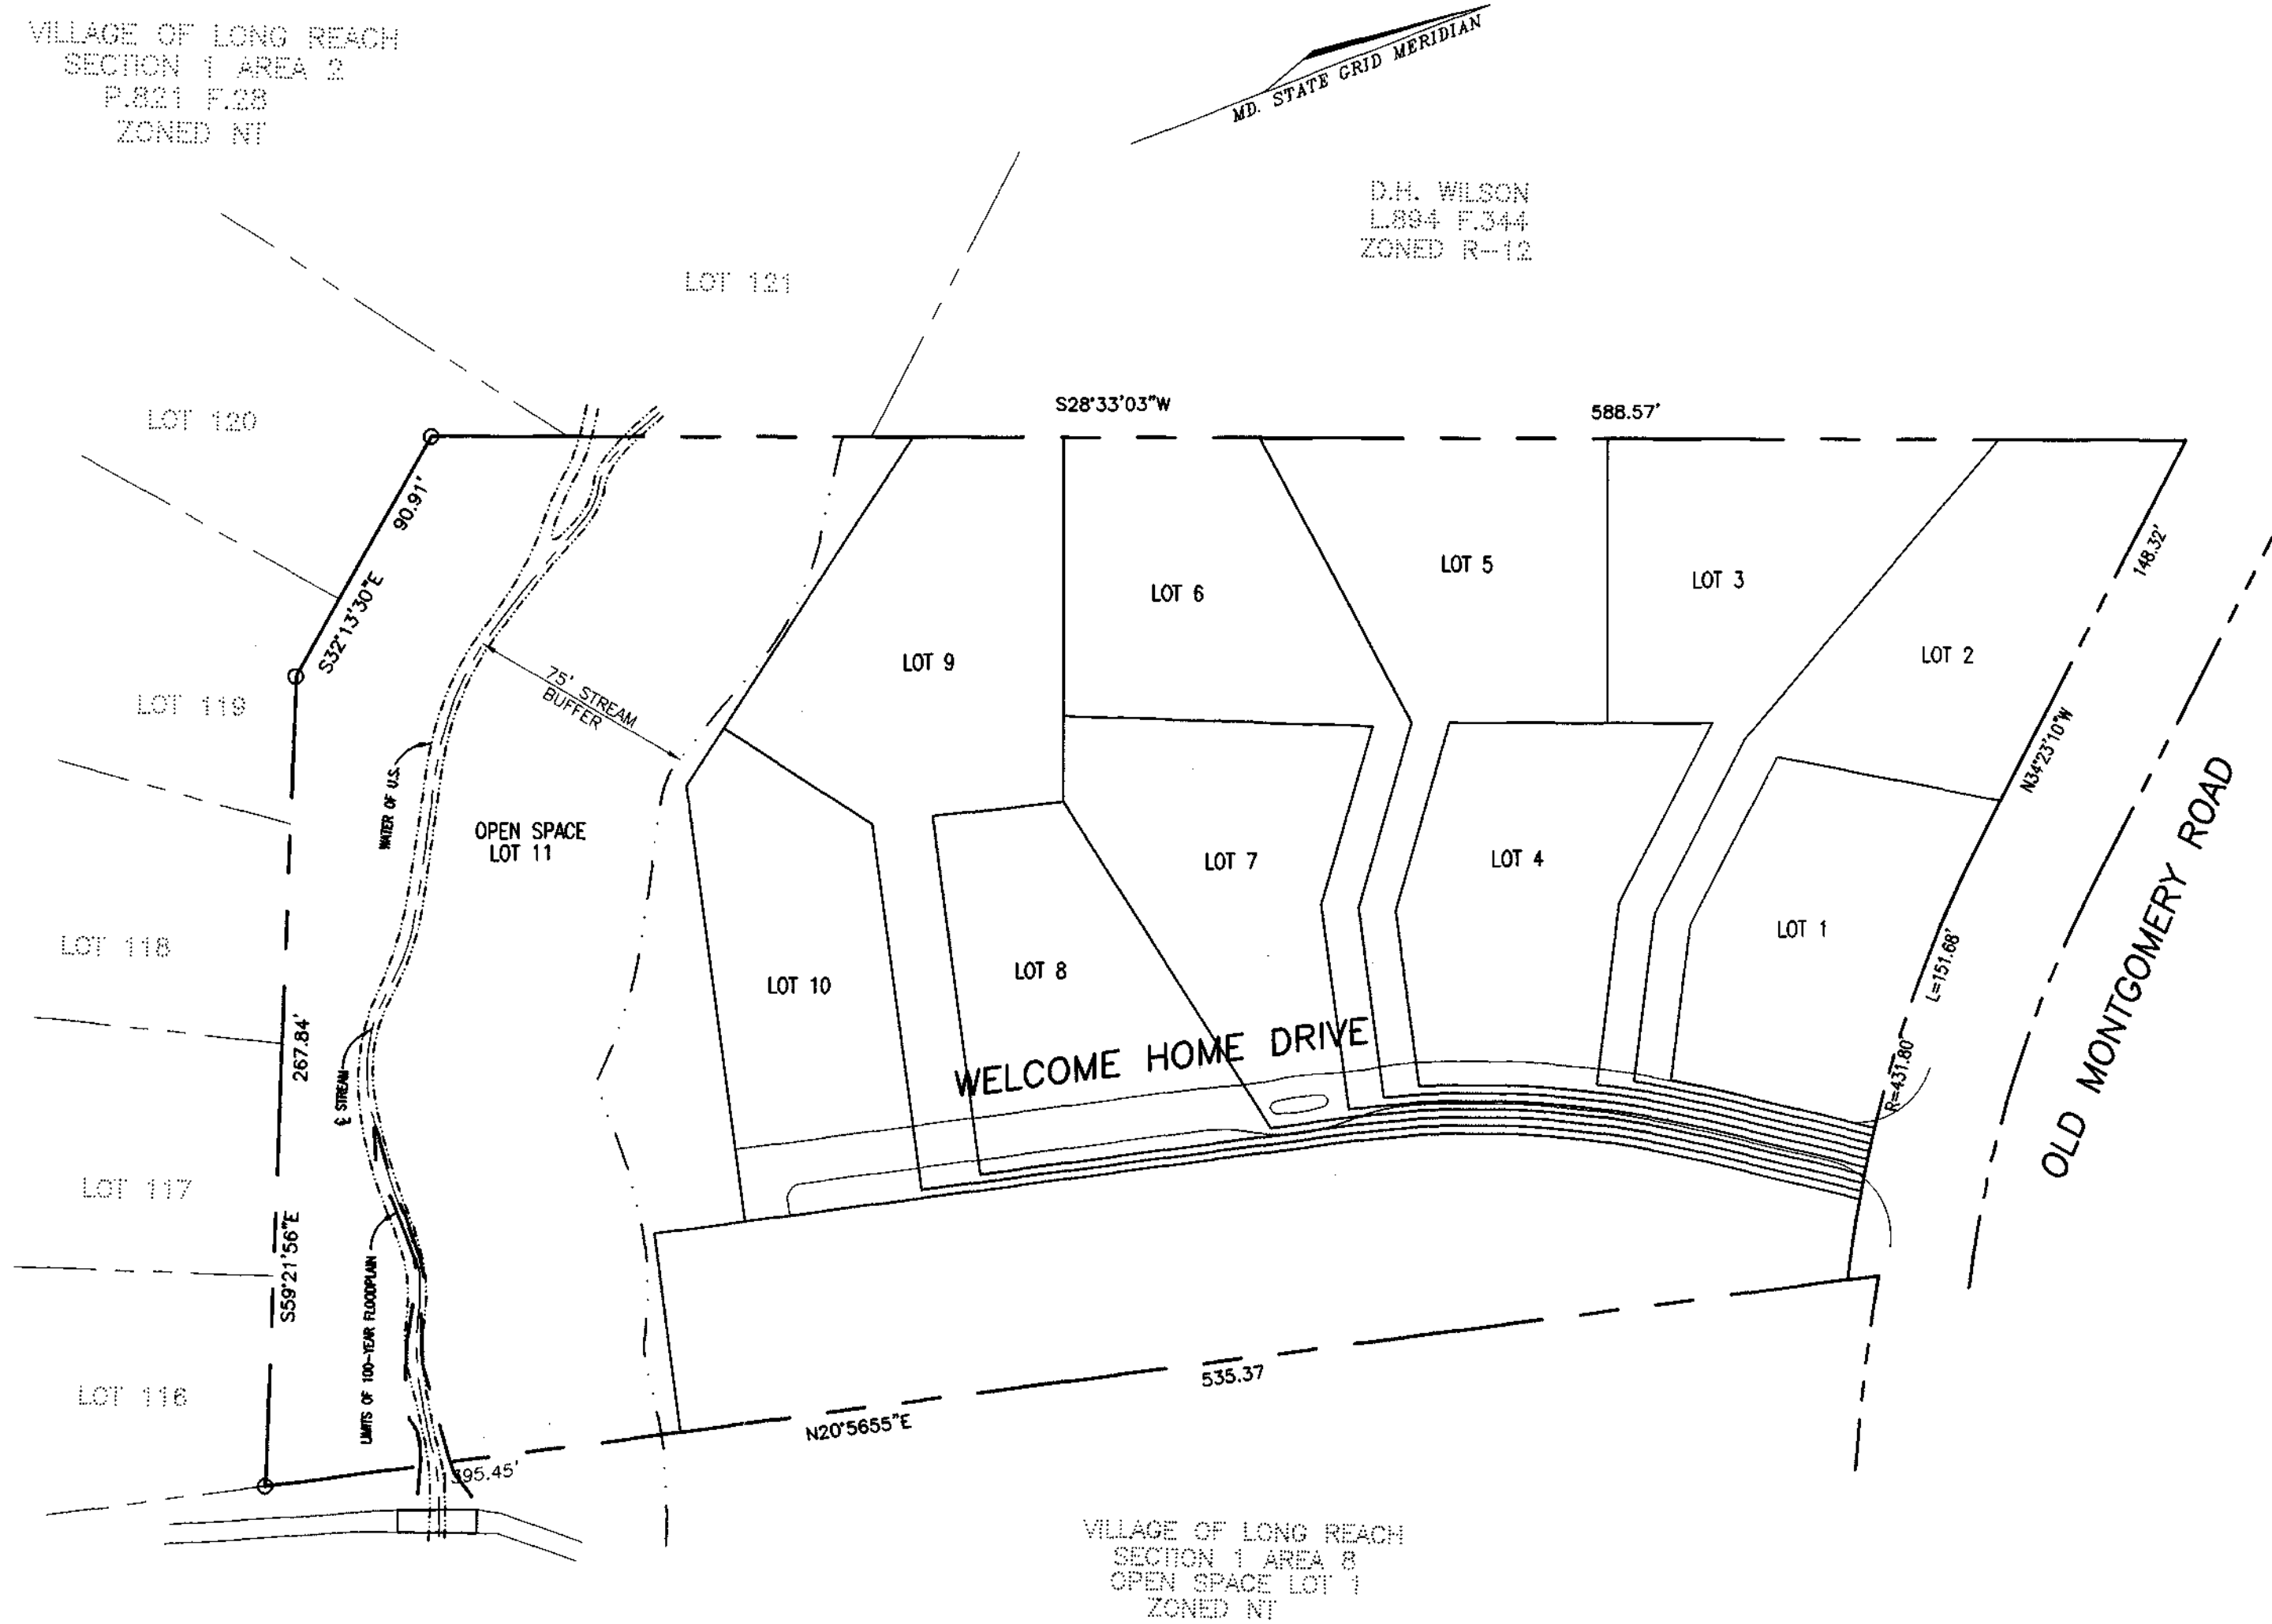 VILLAGE OF LONG REACH
SECTION 1 AREA 2
P.821 F.28
ZONED NT
MD. STATE GRID MERIDIAN
D.H. WILSON
L.894 F.344
ZONED R-12
LOT 121
LOT 120
S28°33'03"W
588.57'
90.91'
S32°13'30"E
148.32'
LOT 5
LOT 3
LOT 6
LOT 9
LOT 2
LOT 119
75' STREAM
BUFFER
N34°23'10"W
WATER OF U.S.
OPEN SPACE
LOT 11
LOT 7
LOT 4
OLD MONTGOMERY ROAD
LOT 1
LOT 118
LOT 8
LOT 10
L=151.68'
R=431.80'
WELCOME HOME DRIVE
267.84'
℄ STREAM
LOT 117
S59°21'56"E
LIMITS OF 100-YEAR FLOODPLAIN
LOT 116
535.37
N20°5655"E
395.45'
VILLAGE OF LONG REACH
SECTION 1 AREA 8
OPEN SPACE LOT 1
ZONED NT